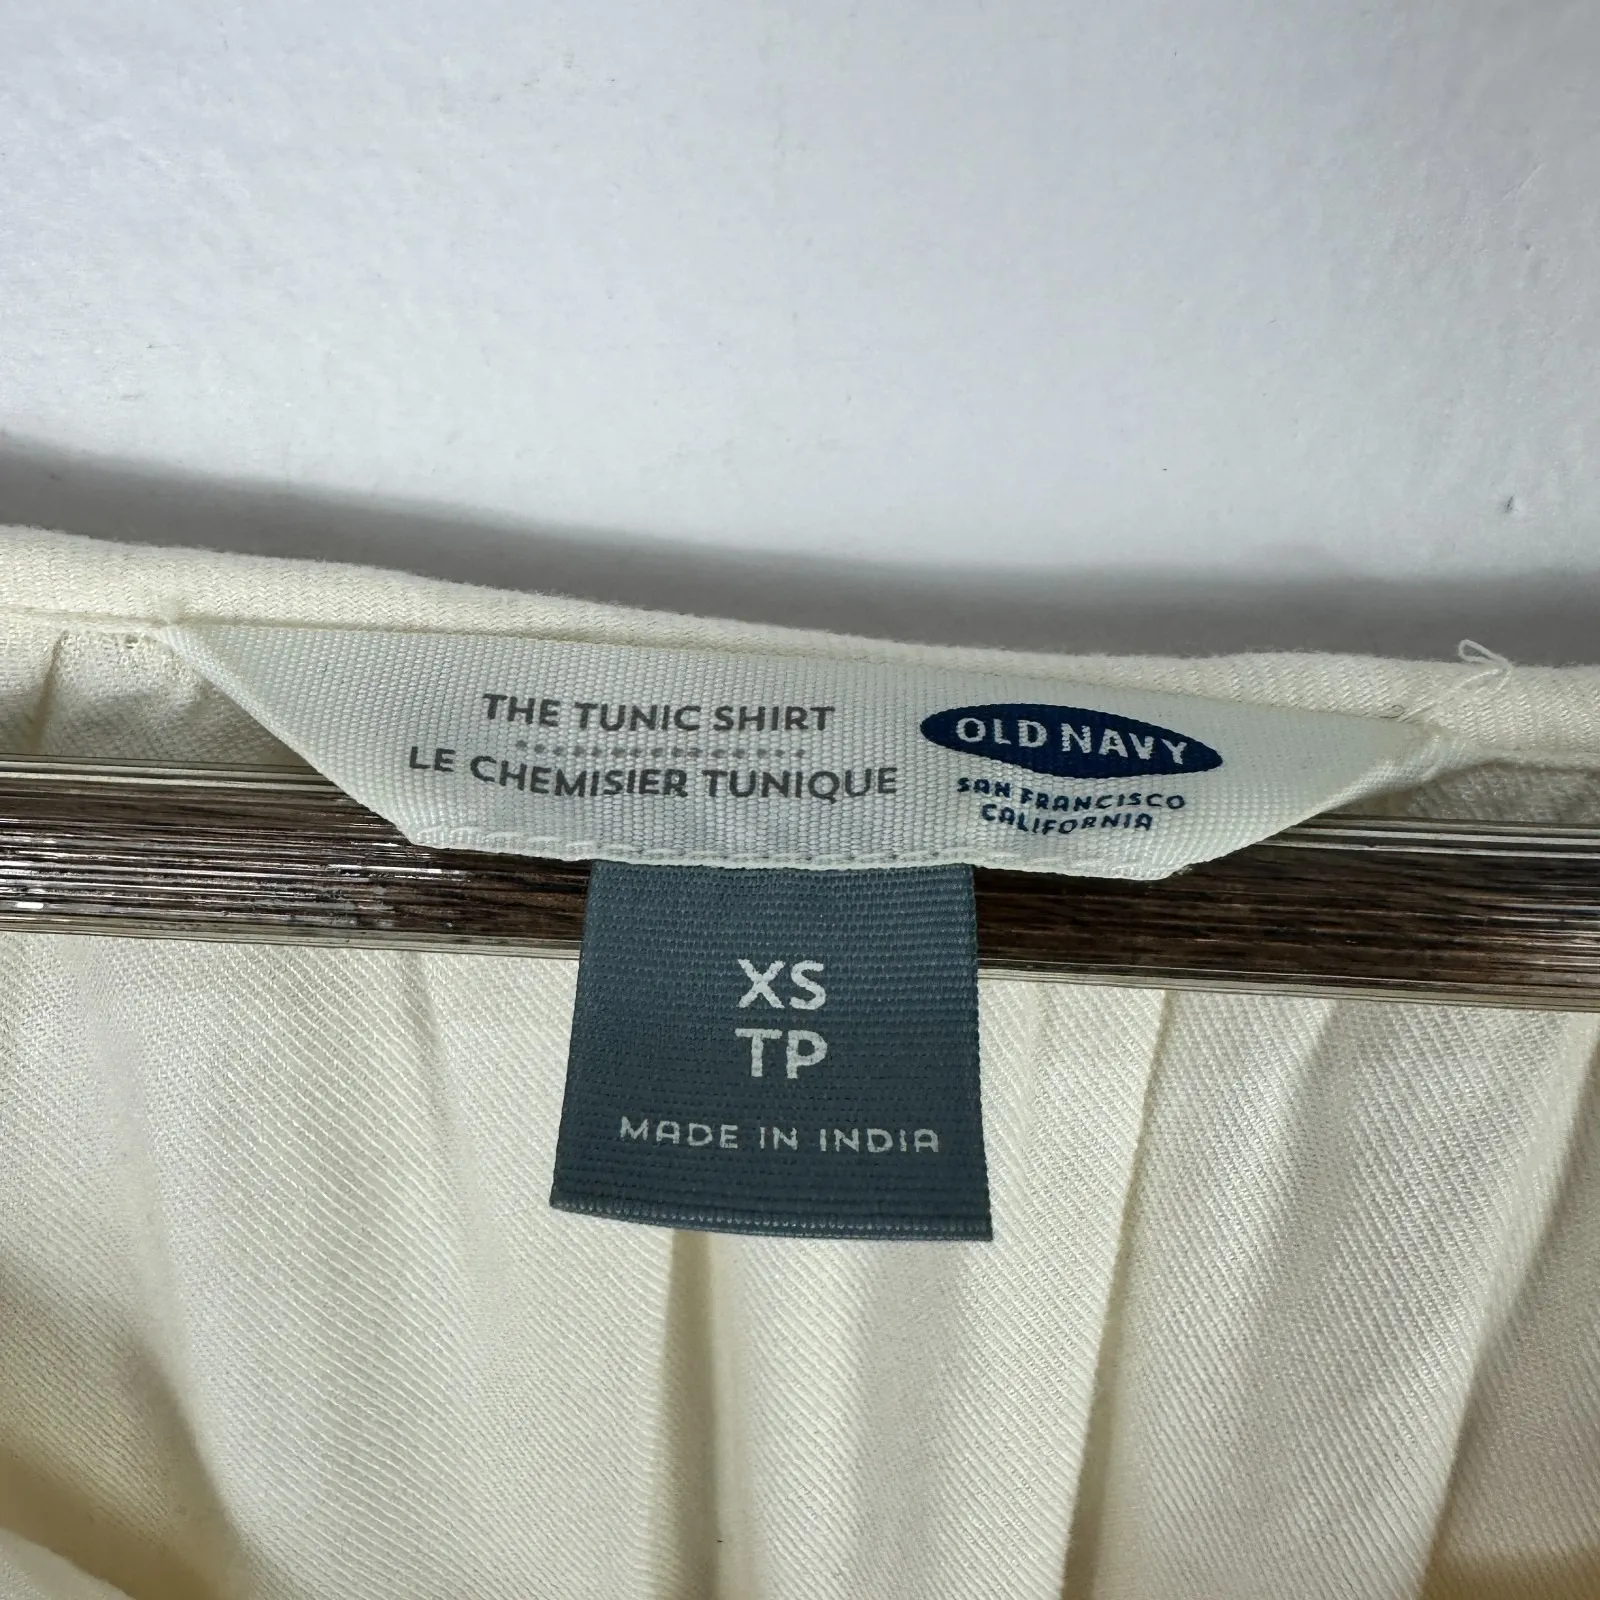 THE TUNIC SHIRT
LE CHEMISIER TUNIQUE
OLD NAVY
SAN FRANCISCO
CALIFORNIA
XS
TP
MADE IN INDIA